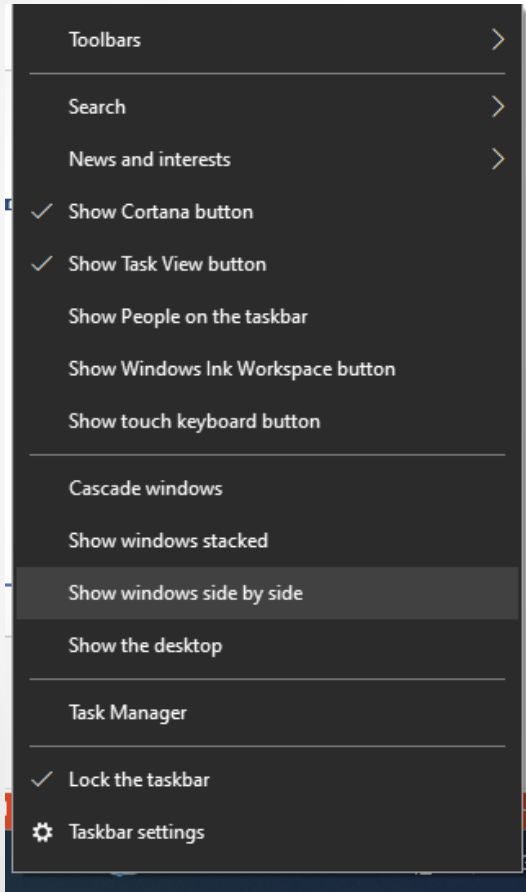 Toolbars
Search
News and interests
Show Cortana button
Show Task View button
Show People on the taskbar
Show Windows Ink Workspace button
Show touch keyboard button
Cascade windows
Show windows stacked
Show windows side by side
Show the desktop
Task Manager
Lock the taskbar
Taskbar settings